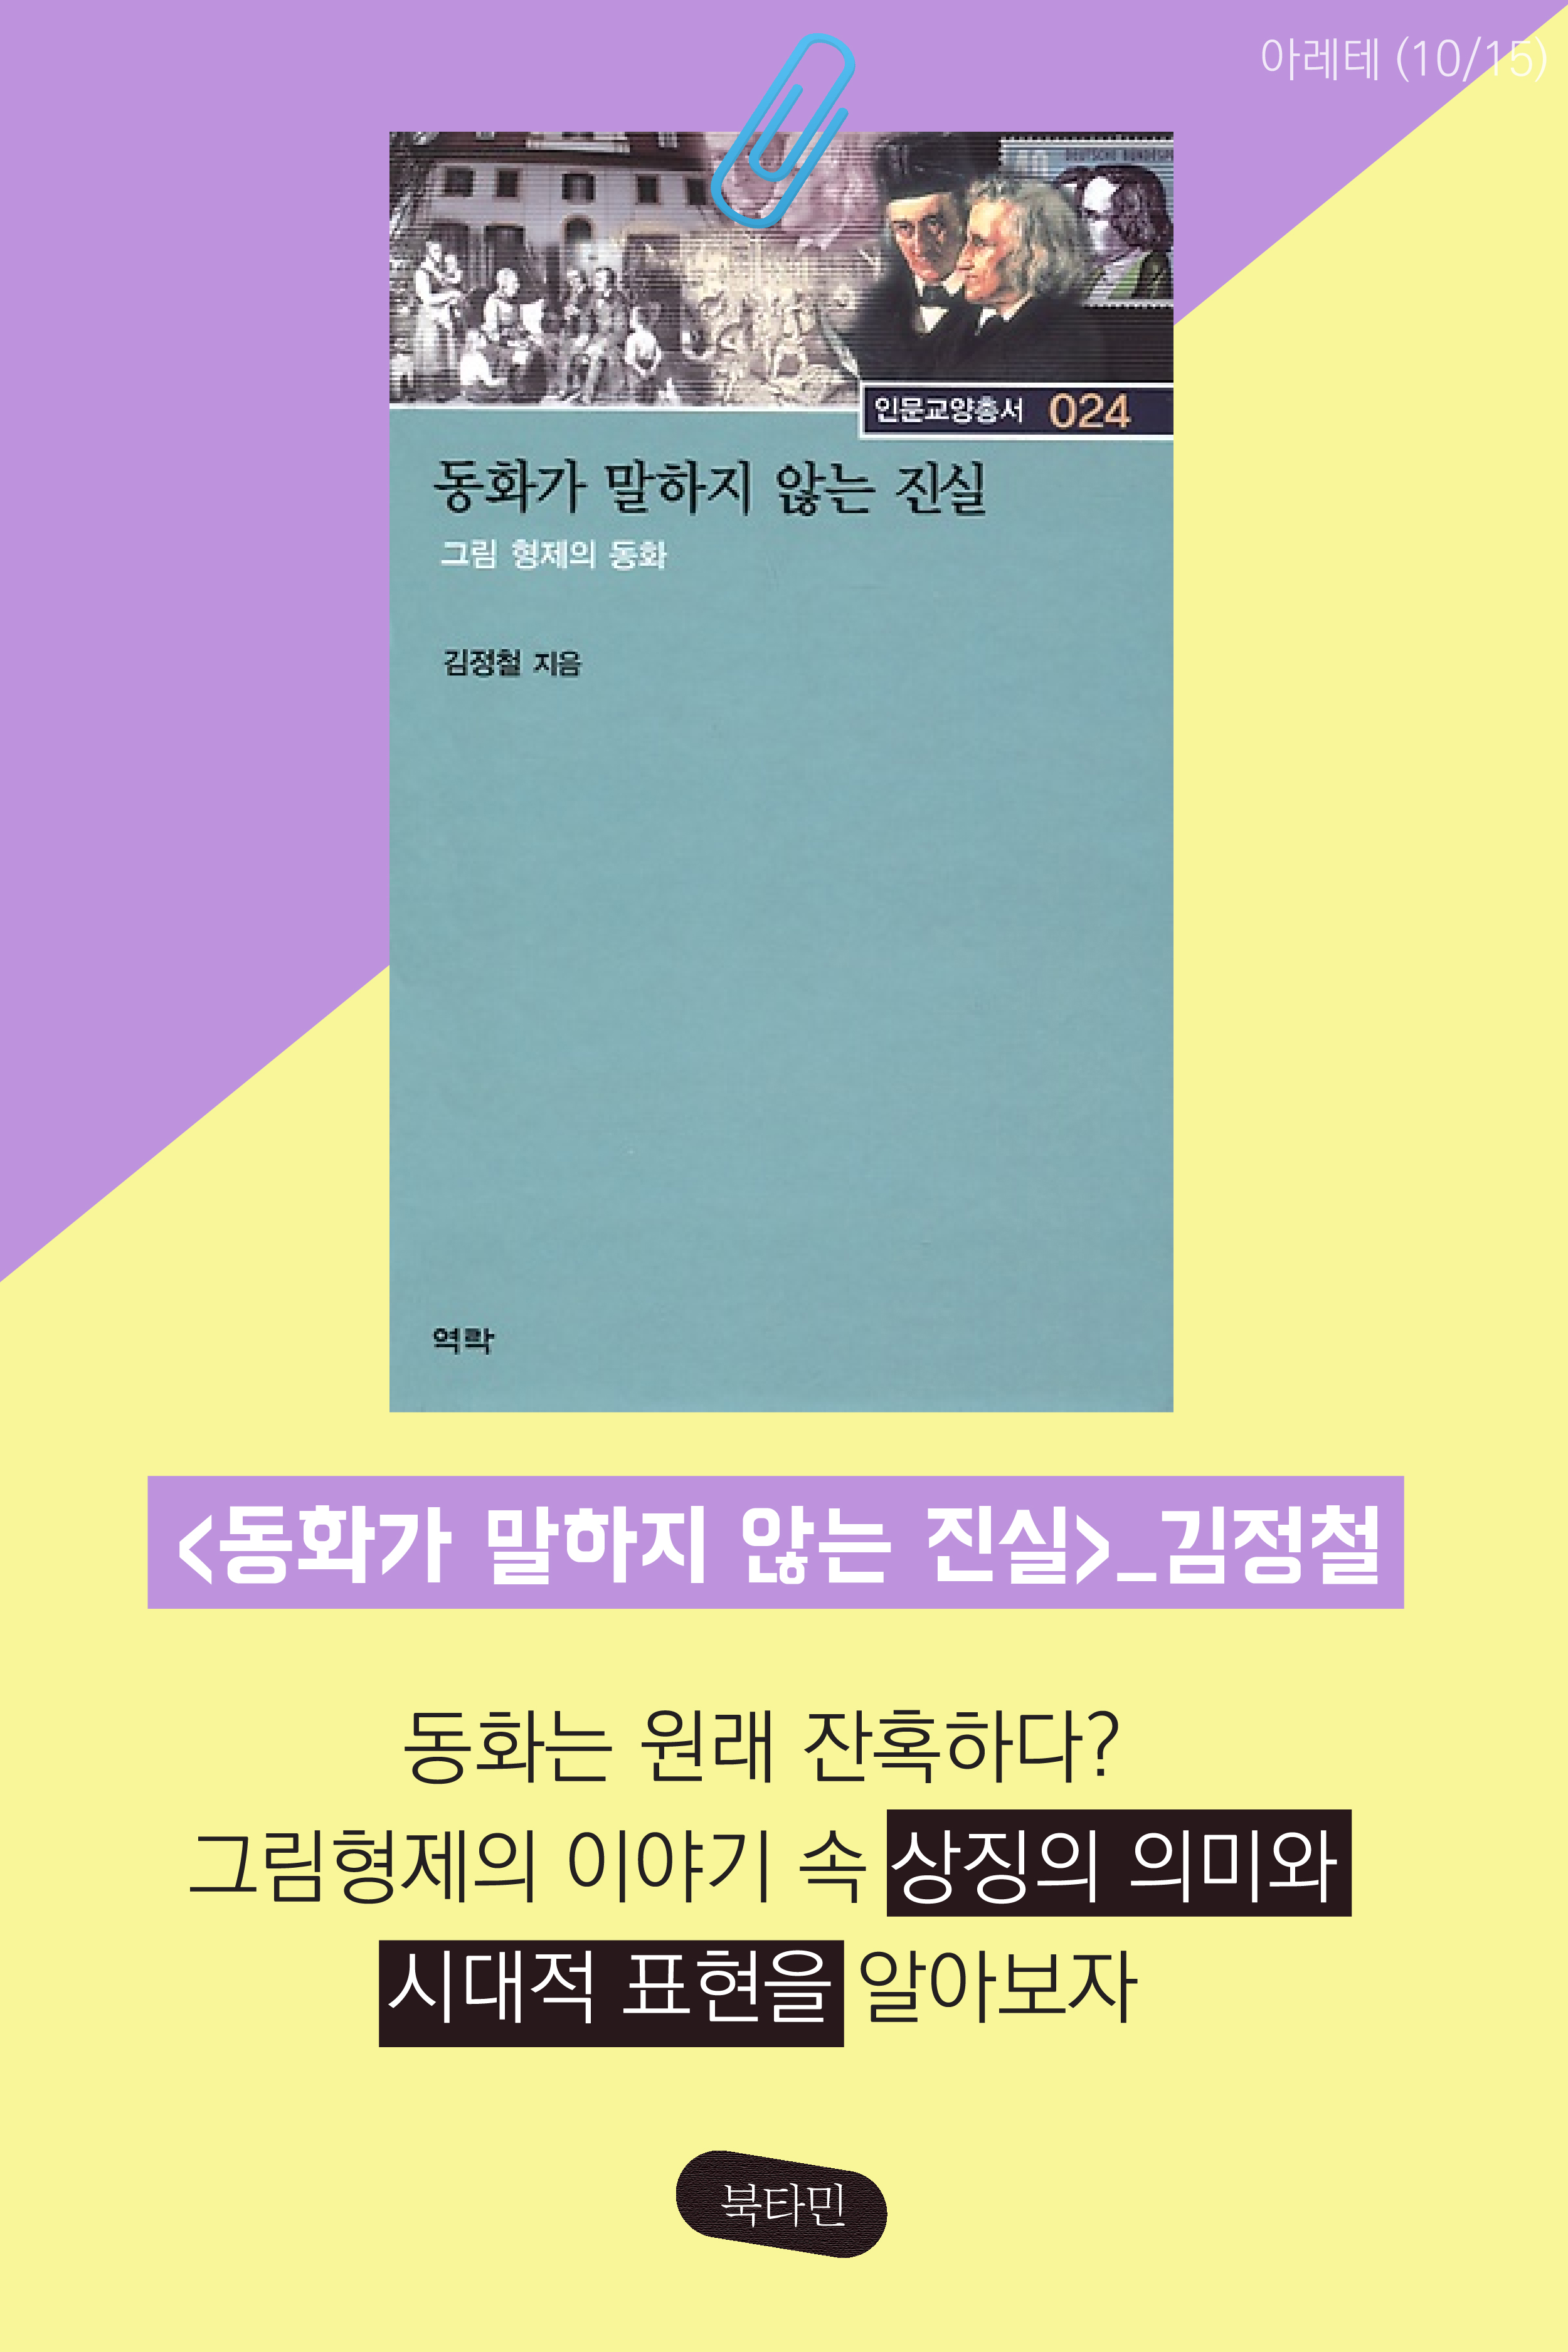 아레테 (10/15)
DEUTSCHE BUNDESP
인문교양총서 024
동화가 말하지 않는 진실
그림 형제의 동화
김정철 지음
역락
<동화가 말하지 않는 진실>_김정철
동화는 원래 잔혹하다?
그림형제의 이야기 속 상징의 의미와
시대적 표현을 알아보자
북타민